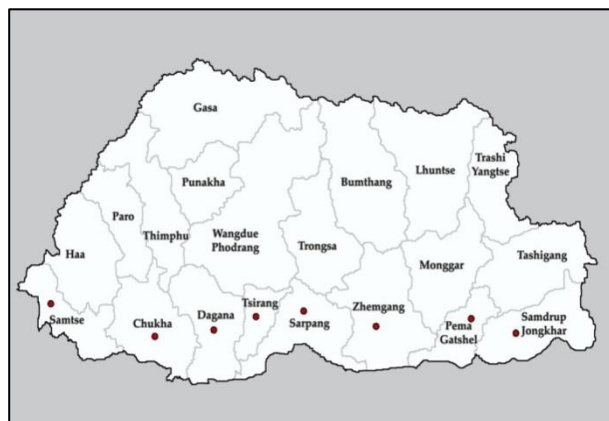 Gasa
Trashi
Yangtse
Lhuntse
Punakha
Bumthang
Paro
Thimphu
Wangdue
Phodrang
Trongsa
Haa
Monggar
Tashigang
Tsirang
Zhemgang
Dagana
Samtse
Chukha
Sarpang
Pema
Gatshel
Samdrup
Jongkhar